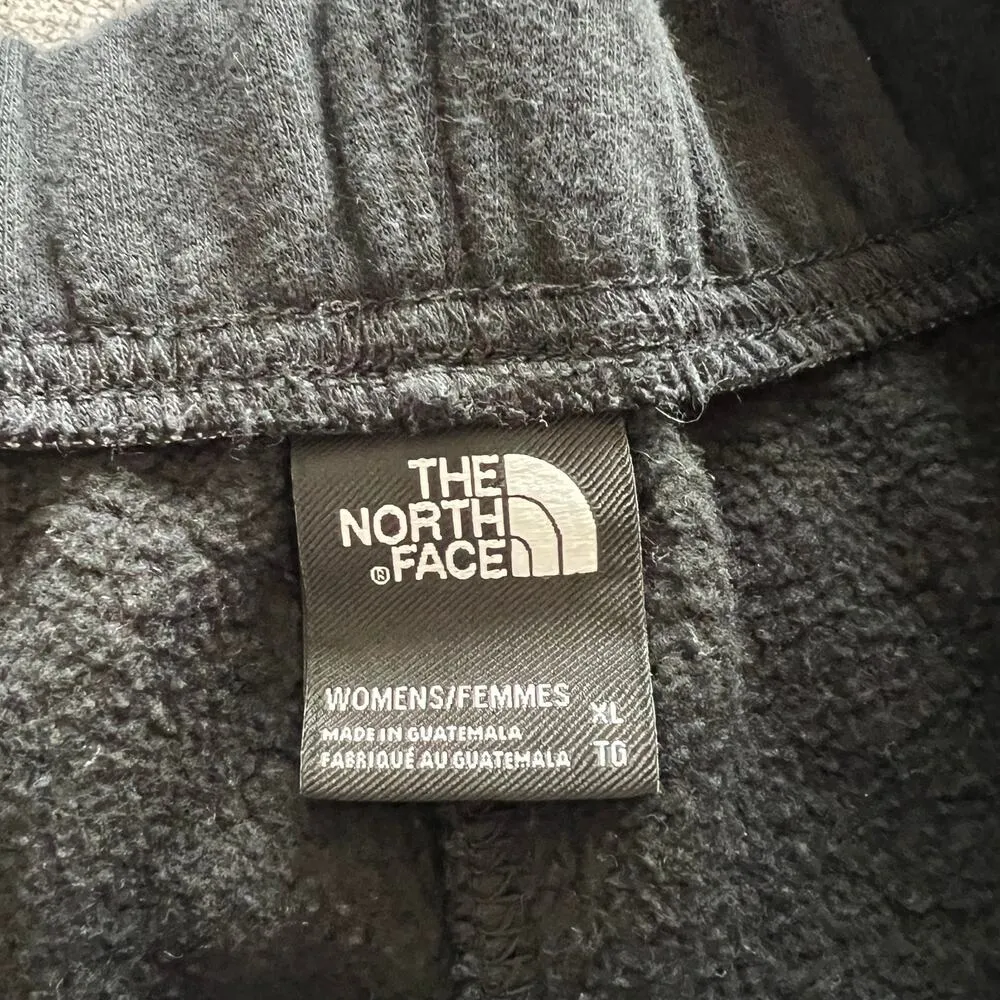 THE
NORTH
FACE
WOMENS/FEMMES XL
MADE IN GUATEMALA
FABRIQUÉ AU GUATEMALA TG